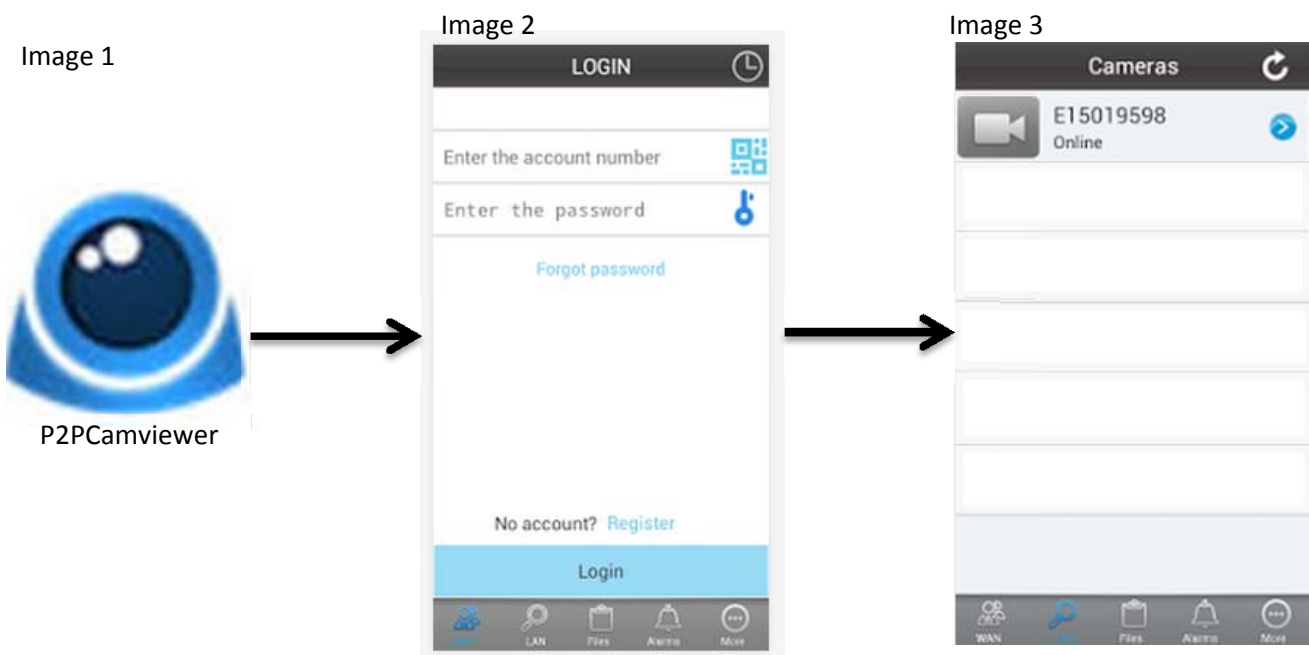 Image 1
P2PCamviewer
Image 2
LOGIN
Enter the account number
Enter the password
Forgot password
No account? Register
Login
LAN Files Alarms More
Image 3
Cameras
E15019598
Online
WAN Files Alarms More